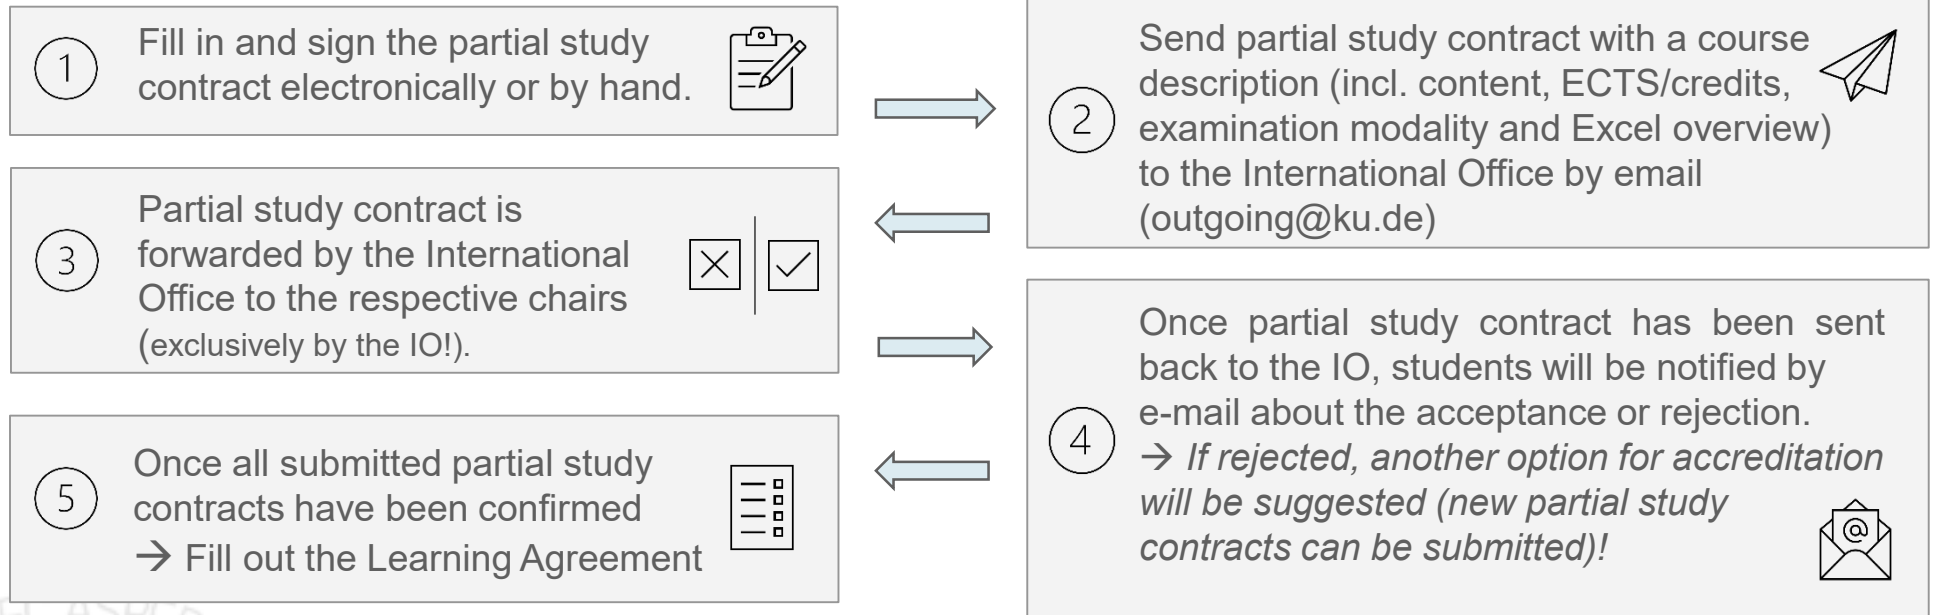 1
Fill in and sign the partial study
contract electronically or by hand.
2
Send partial study contract with a course
description (incl. content, ECTS/credits,
examination modality and Excel overview)
to the International Office by email
(outgoing@ku.de)
3
Partial study contract is
forwarded by the International
Office to the respective chairs
(exclusively by the IO!).
4
Once partial study contract has been sent
back to the IO, students will be notified by
e-mail about the acceptance or rejection.
→ If rejected, another option for accreditation
will be suggested (new partial study
contracts can be submitted)!
@
5
Once all submitted partial study
contracts have been confirmed
→ Fill out the Learning Agreement